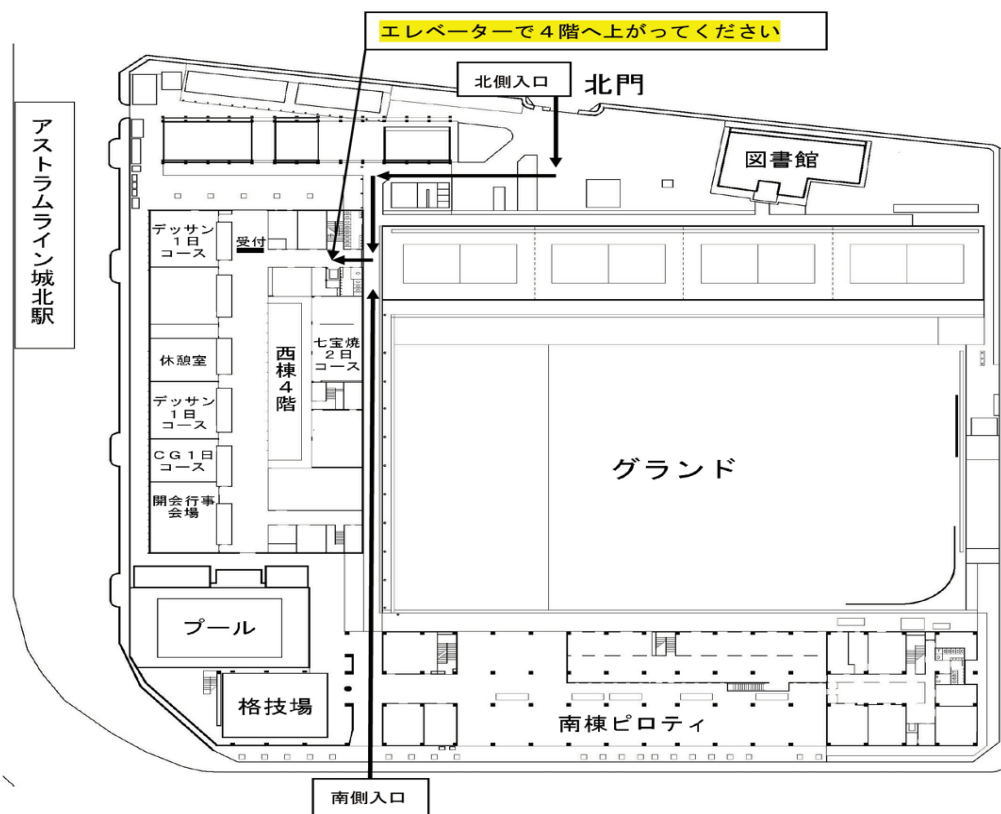 エレベーターで４階へ上がってください
北側入口
北門
アストラムライン城北駅
図書館
デッサン
１日
コース
受付
休憩室
西棟４階
七宝焼
２日
コース
デッサン
１日
コース
ＣＧ１日
コース
開会行事
会場
グランド
プール
格技場
南棟ピロティ
南側入口